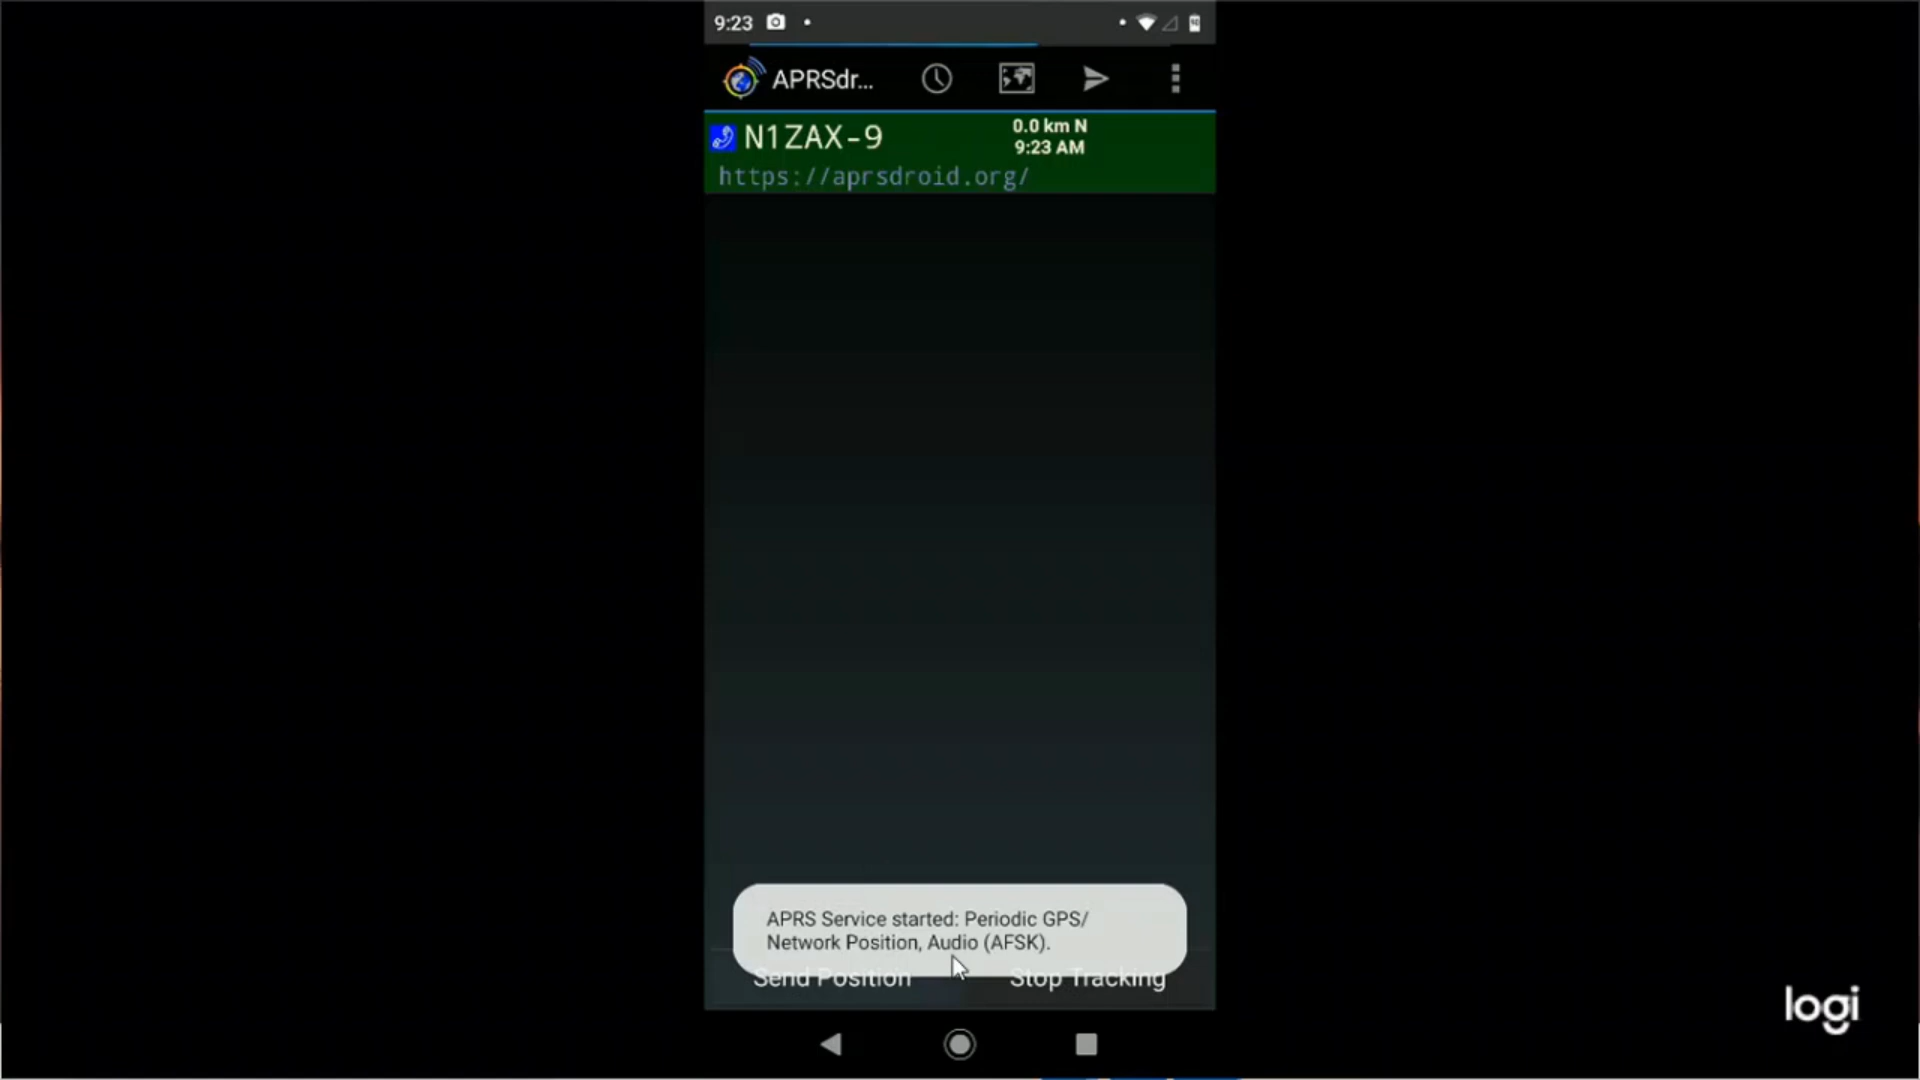 9:23
APRSdr...
N1ZAX-9
0.0 km N
9:23 AM
https://aprsdroid.org/
APRS Service started: Periodic GPS/
Network Position, Audio (AFSK).
Send Position
Stop Tracking
logi